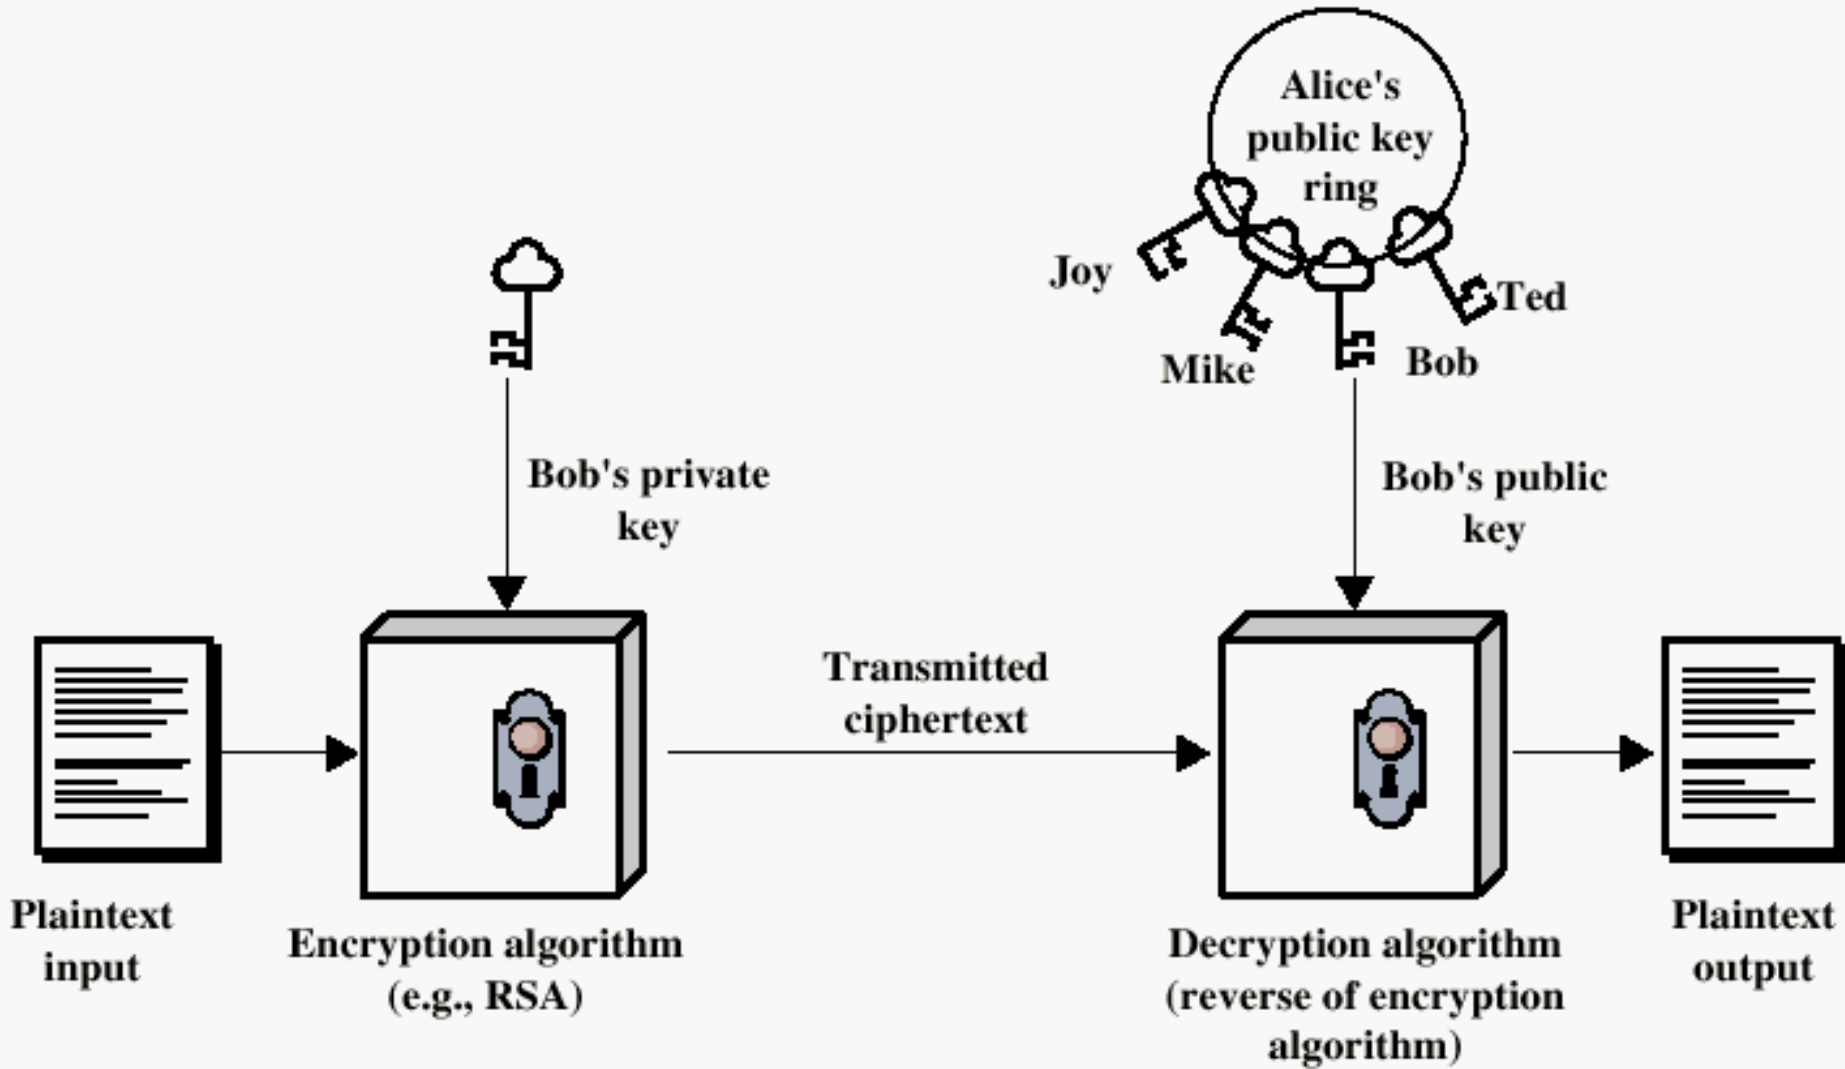 Alice's
public key
ring
Joy
Ted
Mike
Bob
Bob's private
key
Bob's public
key
Transmitted
ciphertext
Plaintext
input
Encryption algorithm
(e.g., RSA)
Decryption algorithm
(reverse of encryption
algorithm)
Plaintext
output